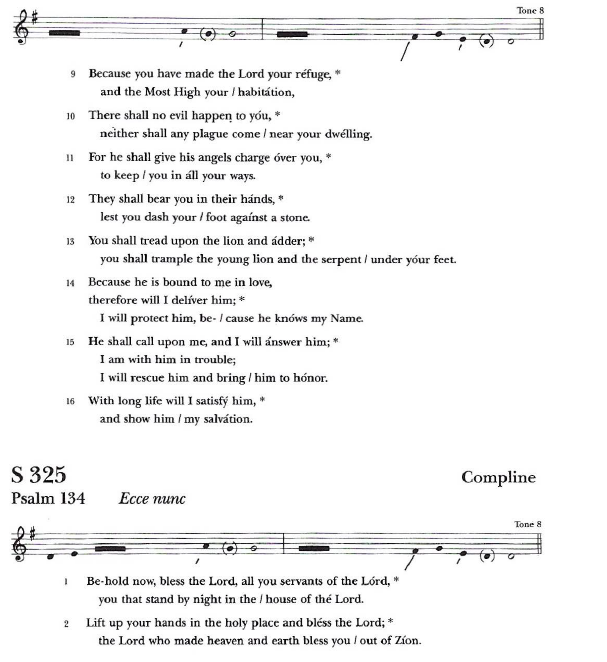 Tone 8
9 Because you have made the Lord your réfuge, *
and the Most High your / habitátion,
10 There shall no evil happen to yóu, *
neither shall any plague come / near your dwélling.
11 For he shall give his angels charge óver you, *
to keep / you in áll your ways.
12 They shall bear you in their hánds, *
lest you dash your / foot agaínst a stone.
13 You shall tread upon the lion and ádder; *
you shall trample the young lion and the serpent / under yóur feet.
14 Because he is bound to me in love,
therefore will I delíver him; *
I will protect him, be- / cause he knóws my Name.
15 He shall call upon me, and I will ánswer him; *
I am with him in trouble;
I will rescue him and bring / him to hónor.
16 With long life will I satisfý him, *
and show him / my salvátion.
S 325 Compline
Psalm 134 Ecce nunc
Tone 8
1 Be-hold now, bless the Lord, all you servants of the Lórd, *
you that stand by night in the / house of thé Lord.
2 Lift up your hands in the holy place and bléss the Lord; *
the Lord who made heaven and earth bless you / out of Zíon.